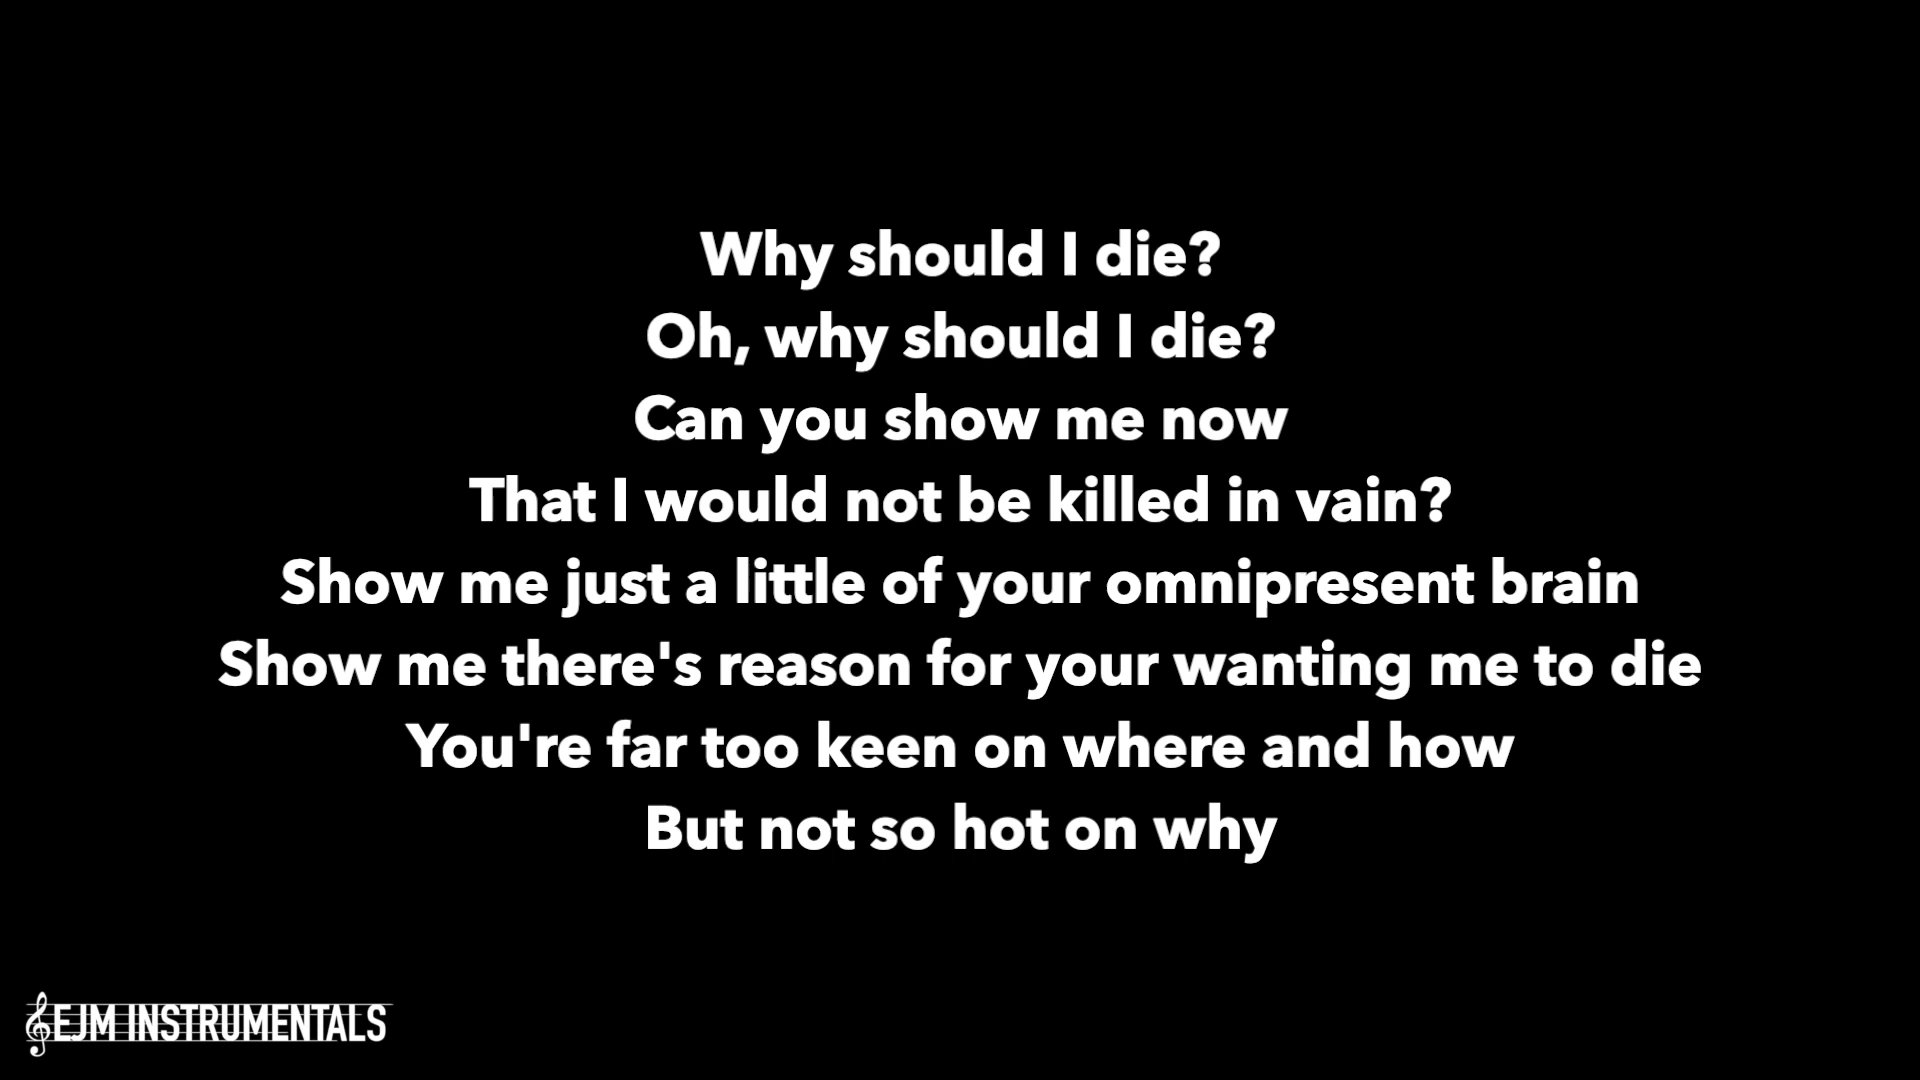 Why should I die?
Oh, why should I die?
Can you show me now
That I would not be killed in vain?
Show me just a little of your omnipresent brain
Show me there's reason for your wanting me to die
You're far too keen on where and how
But not so hot on why
EJM INSTRUMENTALS